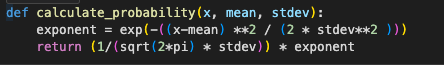 def calculate_probability(x, mean, stdev):
    exponent = exp(-((x-mean) **2 / (2 * stdev**2 )))
    return (1/(sqrt(2*pi) * stdev)) * exponent